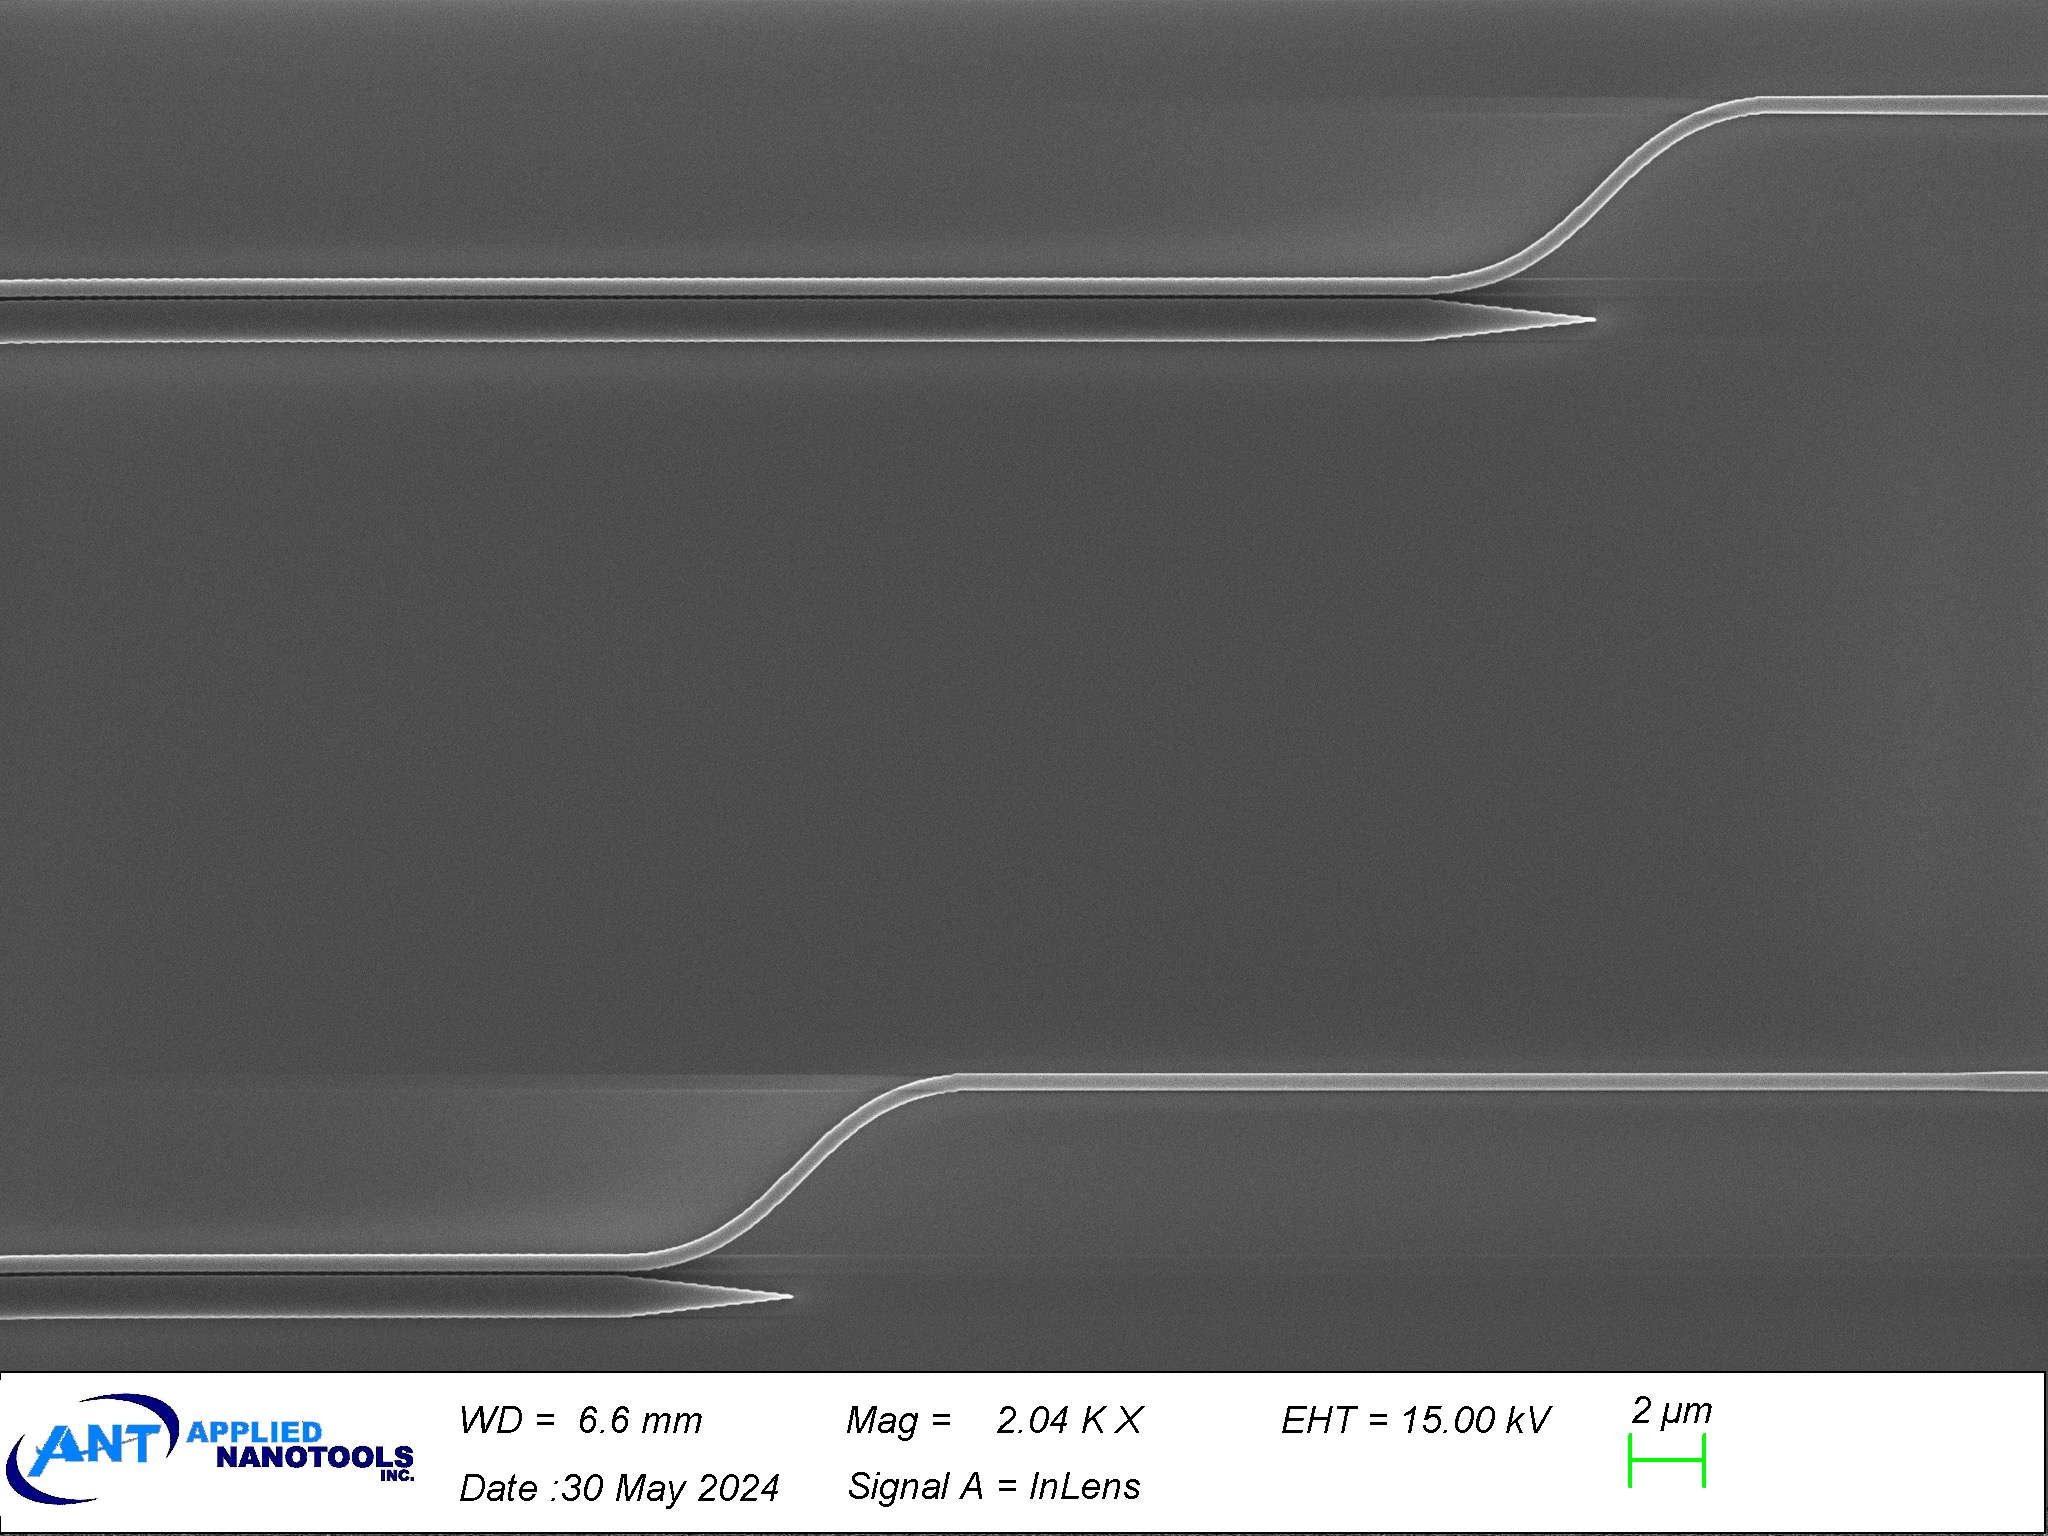 ANT APPLIED
NANOTOOLS
INC.
WD = 6.6 mm
Mag = 2.04 K X
EHT = 15.00 kV
2 µm
Date :30 May 2024
Signal A = InLens